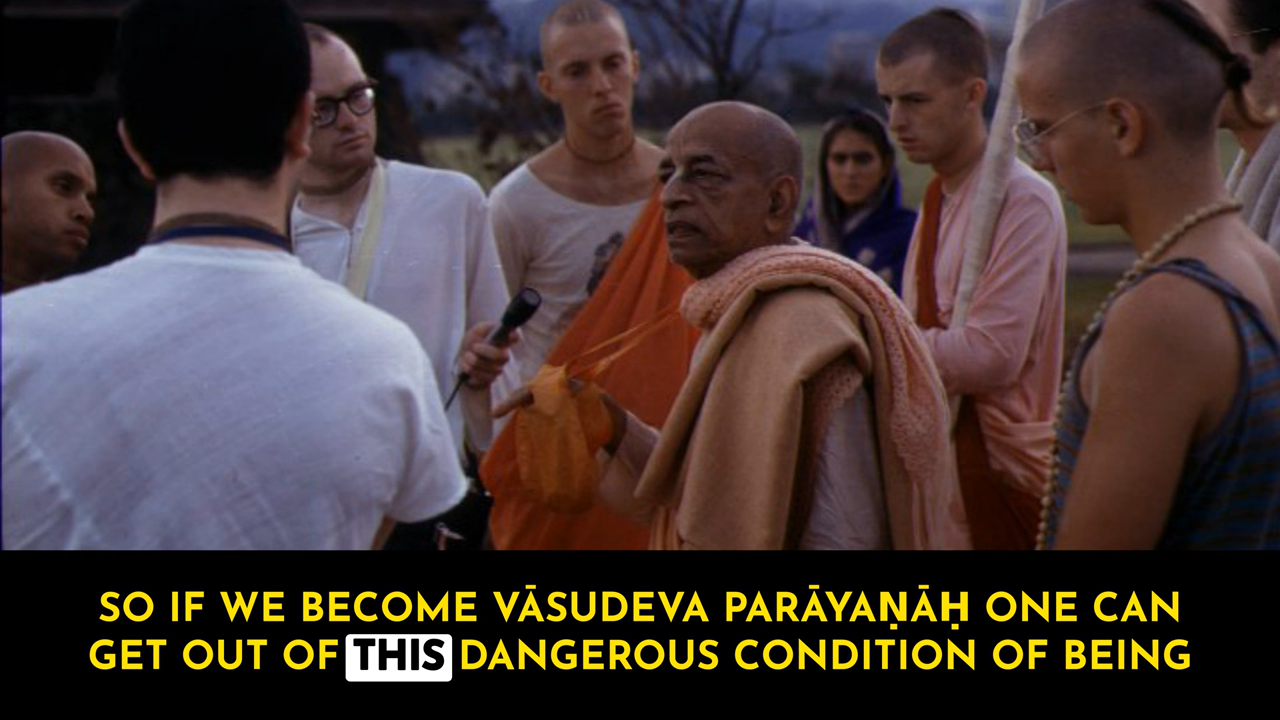 SO IF WE BECOME VĀSUDEVA PARĀYAṆĀḤ ONE CAN
GET OUT OF THIS DANGEROUS CONDITION OF BEING